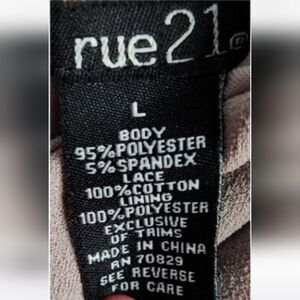 rue21®
L
BODY
95%POLYESTER
5%SPANDEX
LACE
100%COTTON
LINING
100%POLYESTER
EXCLUSIVE
OF TRIMS
MADE IN CHINA
RN 70829
SEE REVERSE
FOR CARE